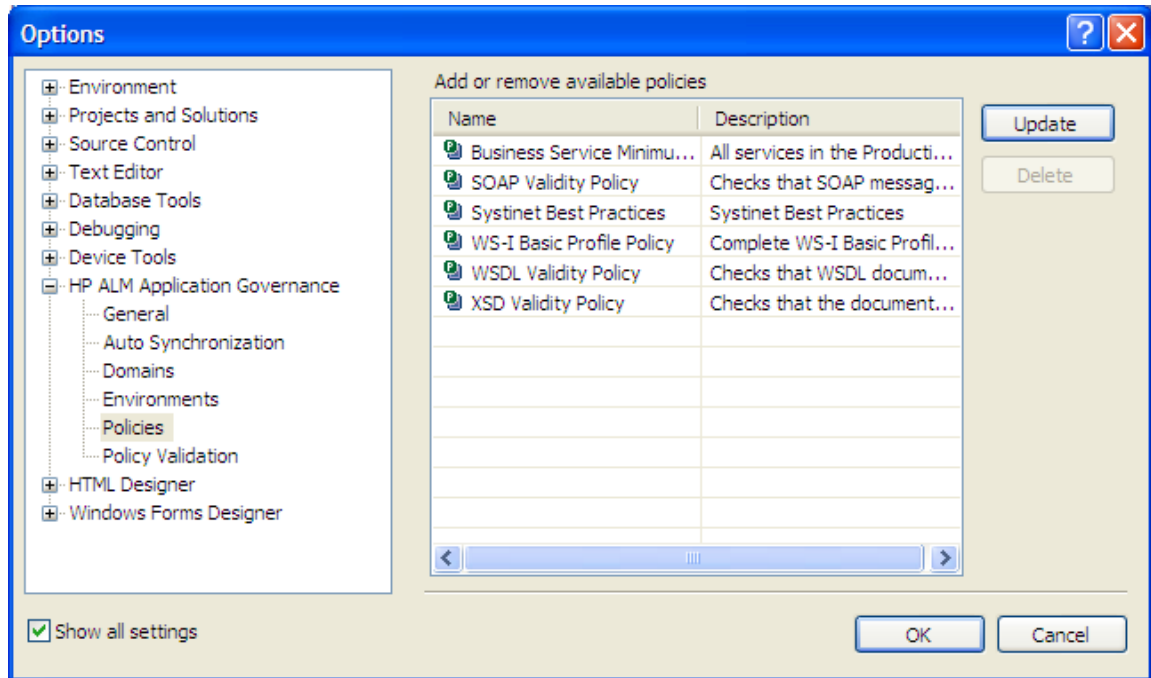 Options
Environment
Projects and Solutions
Source Control
Text Editor
Database Tools
Debugging
Device Tools
HP ALM Application Governance
General
Auto Synchronization
Domains
Environments
Policies
Policy Validation
HTML Designer
Windows Forms Designer
Show all settings
Add or remove available policies
Name Description
Business Service Minimu... All services in the Producti...
SOAP Validity Policy Checks that SOAP messag...
Systinet Best Practices Systinet Best Practices
WS-I Basic Profile Policy Complete WS-I Basic Profil...
WSDL Validity Policy Checks that WSDL docum...
XSD Validity Policy Checks that the document...
Update
Delete
OK
Cancel